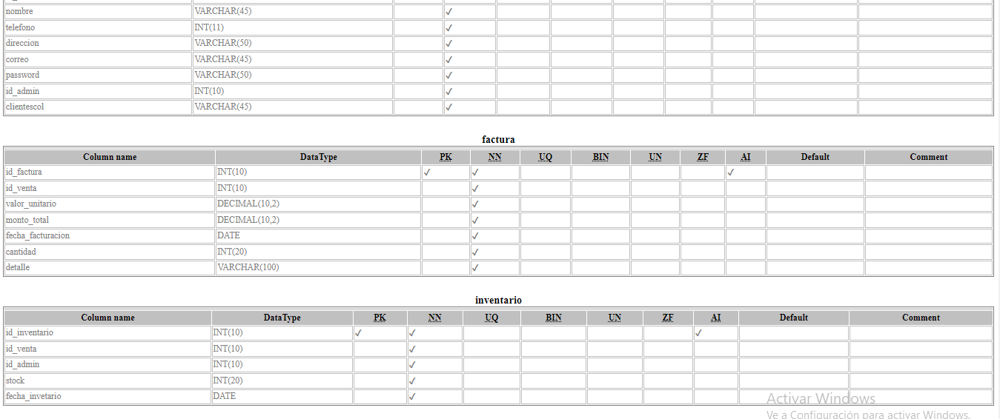 nombre VARCHAR(45) ✓
telefono INT(11) ✓
direccion VARCHAR(50) ✓
correo VARCHAR(45) ✓
password VARCHAR(50) ✓
id_admin INT(10) ✓
clientescol VARCHAR(45) ✓
factura
Column name DataType PK NN UQ BIN UN ZF AI Default Comment
id_factura INT(10) ✓ ✓ ✓
id_venta INT(10) ✓
valor_unitario DECIMAL(10,2) ✓
monto_total DECIMAL(10,2) ✓
fecha_facturacion DATE ✓
cantidad INT(20) ✓
detalle VARCHAR(100) ✓
inventario
Column name DataType PK NN UQ BIN UN ZF AI Default Comment
id_inventario INT(10) ✓ ✓ ✓
id_venta INT(10) ✓
id_admin INT(10) ✓
stock INT(20) ✓
fecha_invetario DATE ✓
Activar Windows
Ve a Configuración para activar Windows.